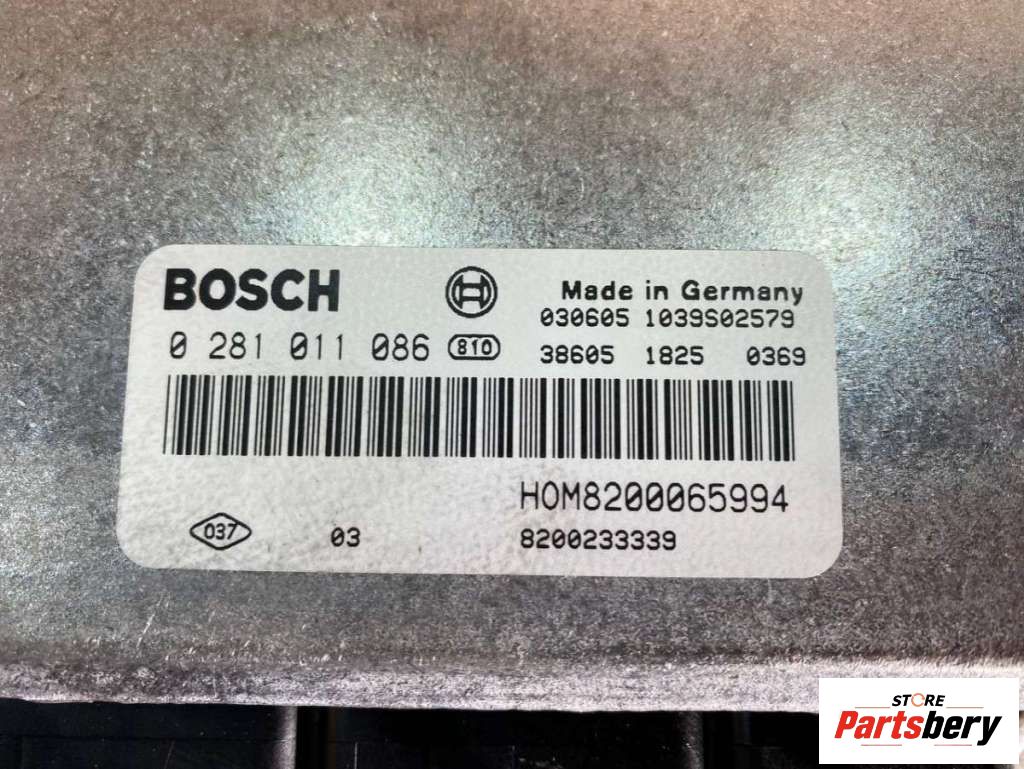 BOSCH
Made in Germany
030605 1039S02579
0 281 011 086 810
38605 1825 0369
HOM8200065994
037 03 8200233339
STORE
Partsbery